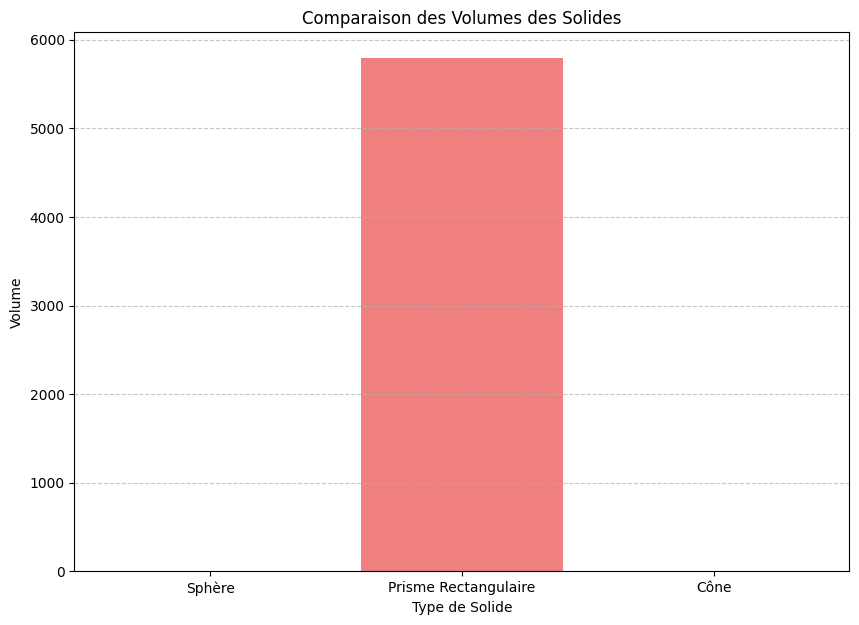 Comparaison des Volumes des Solides
6000
5000
4000
3000
2000
1000
0
Volume
Sphère
Prisme Rectangulaire
Cône
Type de Solide